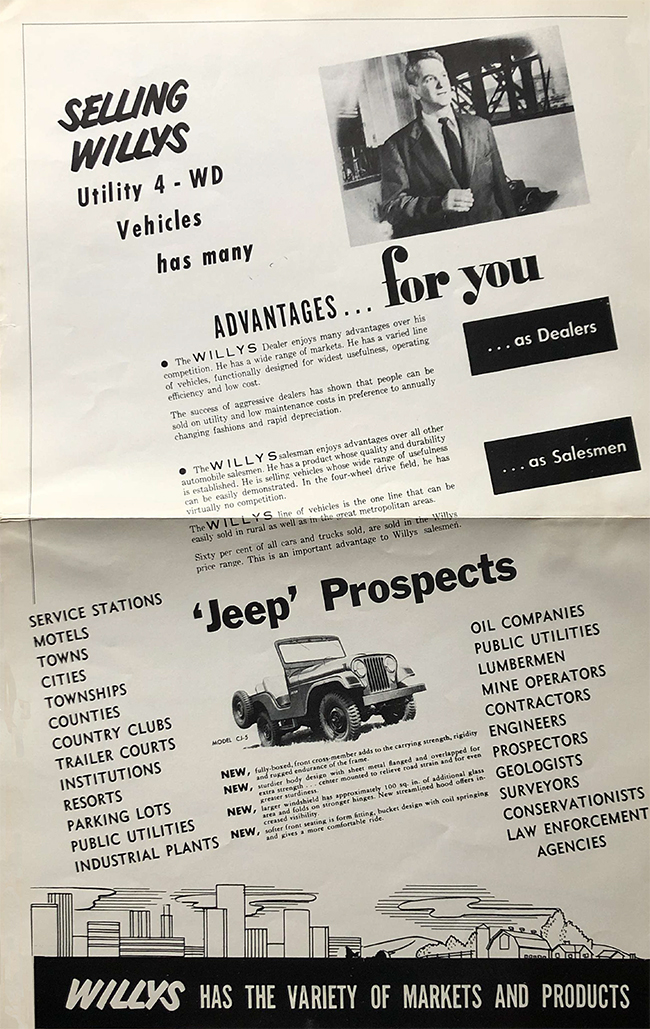 SELLING
WILLYS
Utility 4 - WD
Vehicles
has many
ADVANTAGES... for you
...as Dealers
• The WILLYS Dealer enjoys many advantages over his
competition. He has a wide range of markets. He has a varied line
of vehicles, functionally designed for widest usefulness, operating
efficiency and low cost.
The success of aggressive dealers has shown that people can be
sold on utility and low maintenance costs in preference to annually
changing fashions and rapid depreciation.
...as Salesmen
• The WILLYS salesman enjoys advantages over all other
automobile salesmen. He has a product whose quality and durability
is established. He is selling vehicles whose wide range of usefulness
can be easily demonstrated. In the four-wheel drive field, he has
virtually no competition.
The WILLYS line of vehicles is the one line that can be
easily sold in rural as well as in the great metropolitan areas.
Sixty per cent of all cars and trucks sold, are sold in the Willys
price range. This is an important advantage to Willys salesmen.
'Jeep' Prospects
SERVICE STATIONS
MOTELS
TOWNS
CITIES
TOWNSHIPS
COUNTIES
COUNTRY CLUBS
TRAILER COURTS
INSTITUTIONS
RESORTS
PARKING LOTS
PUBLIC UTILITIES
INDUSTRIAL PLANTS
MODEL CJ-5
NEW, fully-boxed, front cross-member adds to the carrying strength, rigidity
and rugged endurance of the frame.
NEW, sturdier body design with sheet metal flanged and overlapped for
extra strength . . . center mounted to relieve road strain and for even
greater sturdiness.
NEW, larger windshield has approximately 100 sq. in. of additional glass
area and folds on stronger hinges. New streamlined hood offers in-
creased visibility.
NEW, softer front seating is form fitting, bucket design with coil springing
and gives a more comfortable ride.
OIL COMPANIES
PUBLIC UTILITIES
LUMBERMEN
MINE OPERATORS
CONTRACTORS
ENGINEERS
PROSPECTORS
GEOLOGISTS
SURVEYORS
CONSERVATIONISTS
LAW ENFORCEMENT
AGENCIES
WILLYS HAS THE VARIETY OF MARKETS AND PRODUCTS